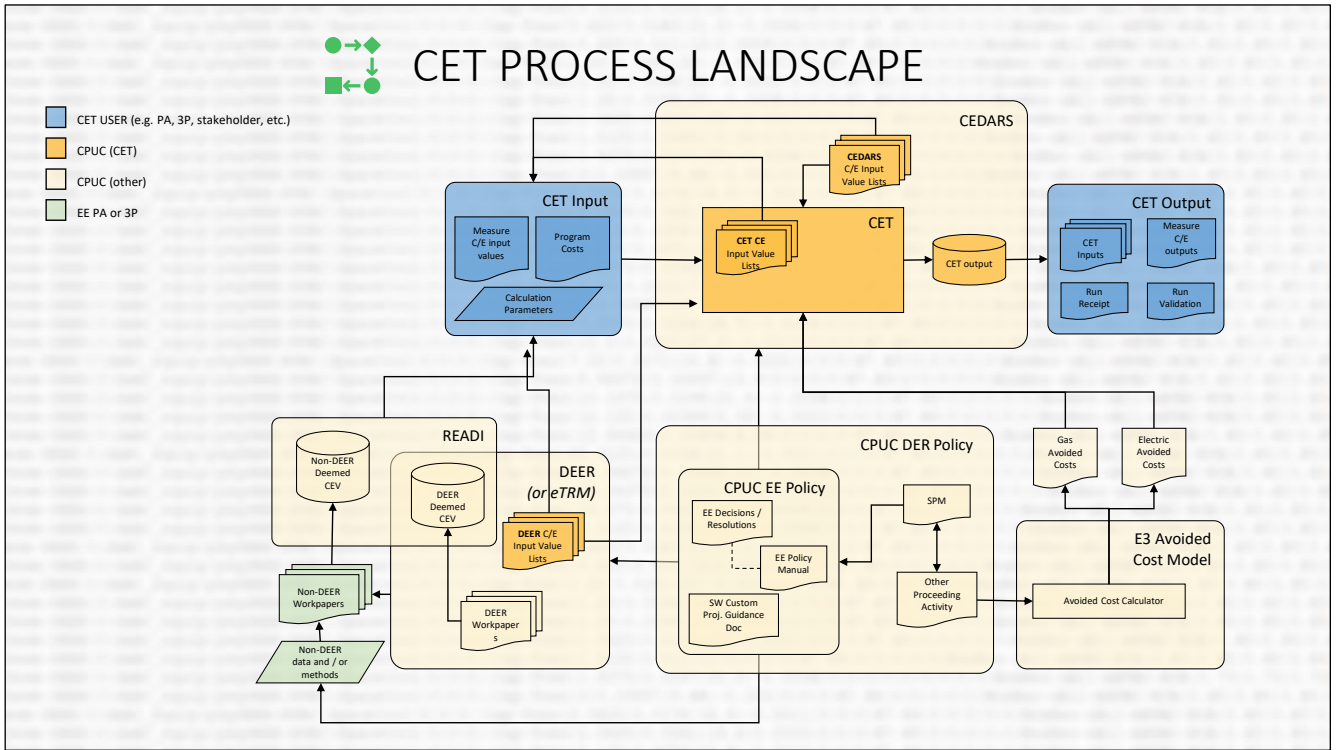 CET PROCESS LANDSCAPE
CET USER (e.g. PA, 3P, stakeholder, etc.)
CPUC (CET)
CPUC (other)
EE PA or 3P
CEDARS
CEDARS
C/E Input
Value Lists
CET Input
Measure
C/E input
values
Program
Costs
Calculation
Parameters
CET
CET CE
Input Value
Lists
CET output
CET Output
CET
Inputs
Measure
C/E
outputs
Run
Receipt
Run
Validation
READI
Non-DEER
Deemed
CEV
DEER
(or eTRM)
DEER
Deemed
CEV
DEER C/E
Input Value
Lists
DEER
Workpaper
s
Non-DEER
Workpapers
Non-DEER
data and / or
methods
CPUC DER Policy
CPUC EE Policy
EE Decisions /
Resolutions
EE Policy
Manual
SW Custom
Proj. Guidance
Doc
SPM
Other
Proceeding
Activity
Gas
Avoided
Costs
Electric
Avoided
Costs
E3 Avoided
Cost Model
Avoided Cost Calculator